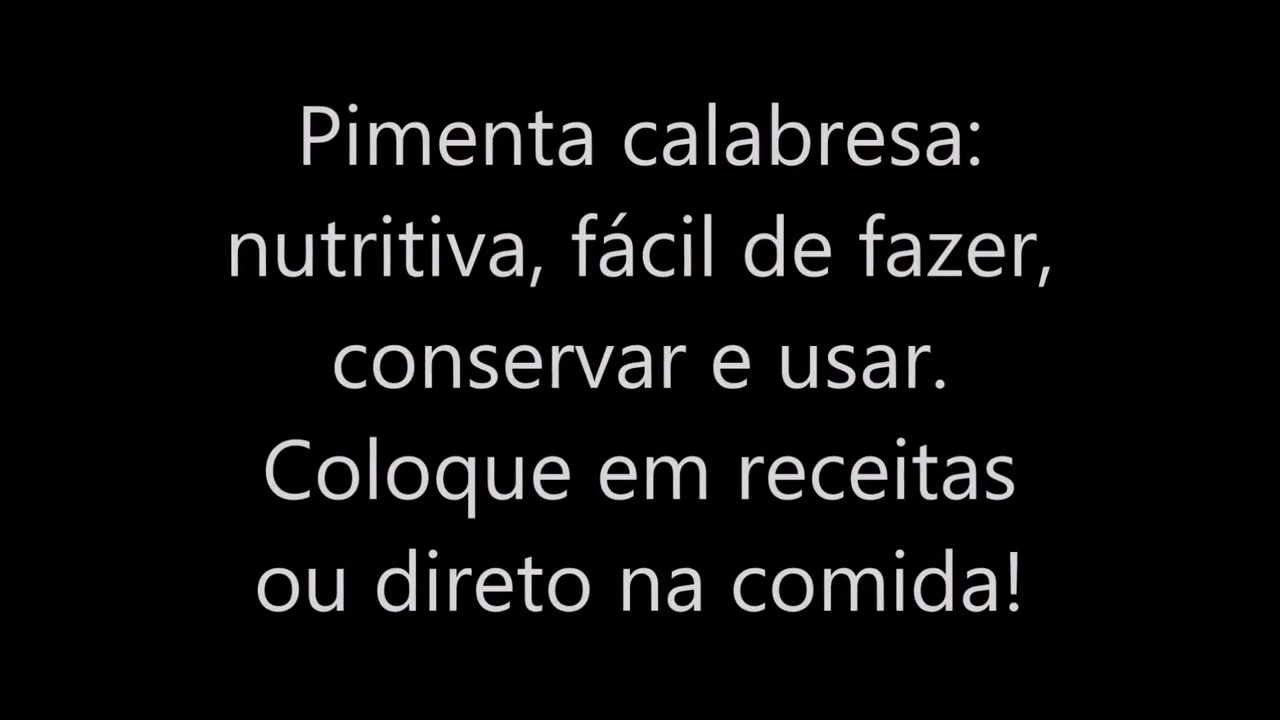 Pimenta calabresa:
nutritiva, fácil de fazer,
conservar e usar.
Coloque em receitas
ou direto na comida!